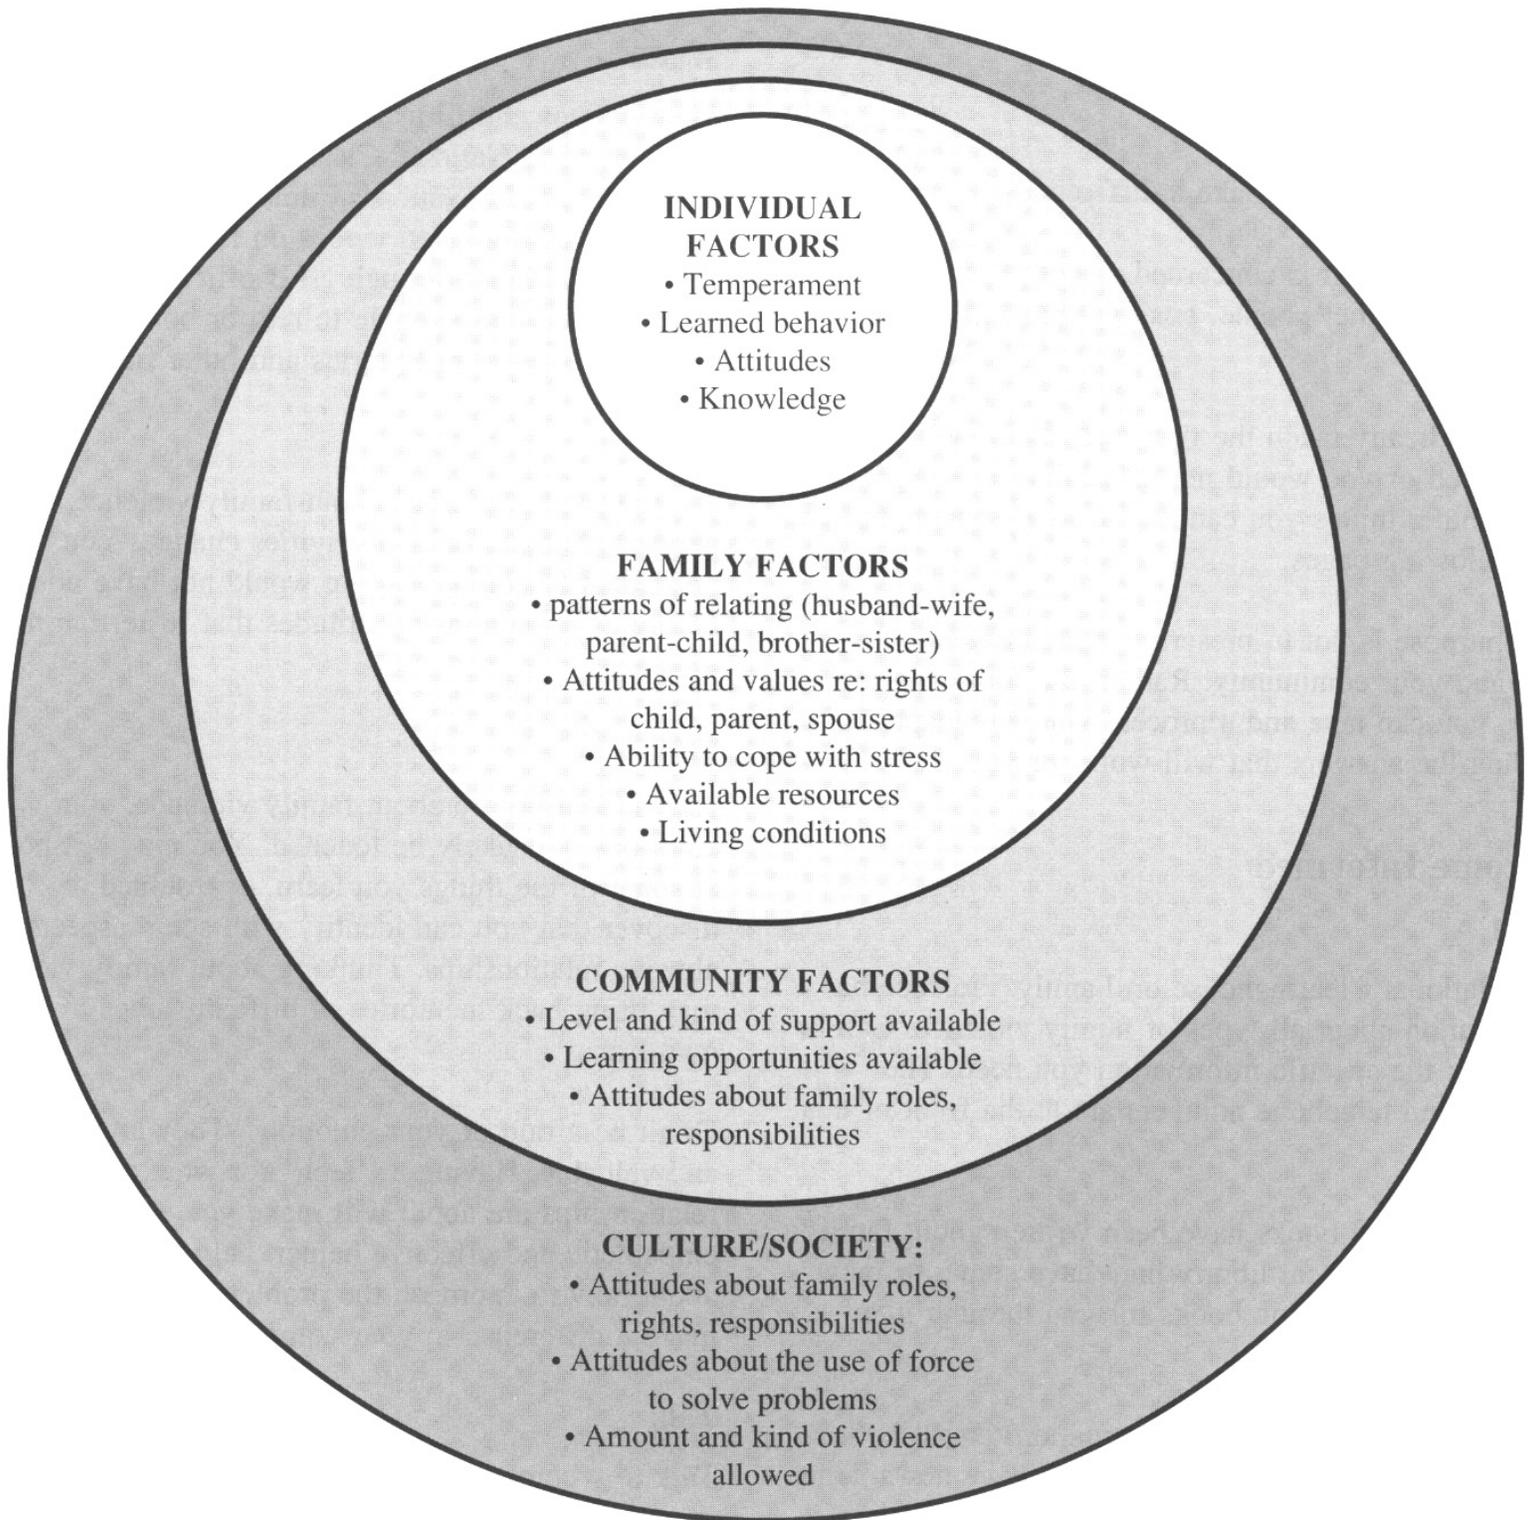 INDIVIDUAL
FACTORS
• Temperament
• Learned behavior
• Attitudes
• Knowledge
FAMILY FACTORS
• patterns of relating (husband-wife,
parent-child, brother-sister)
• Attitudes and values re: rights of
child, parent, spouse
• Ability to cope with stress
• Available resources
• Living conditions
COMMUNITY FACTORS
• Level and kind of support available
• Learning opportunities available
• Attitudes about family roles,
responsibilities
CULTURE/SOCIETY:
• Attitudes about family roles,
rights, responsibilities
• Attitudes about the use of force
to solve problems
• Amount and kind of violence
allowed